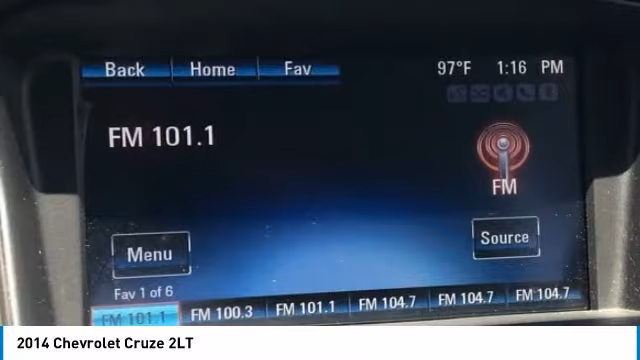 Back Home Fav 97°F 1:16 PM
FM 101.1
FM
Menu Source
Fav 1 of 6
FM 101.1 FM 100.3 FM 101.1 FM 104.7 FM 104.7 FM 104.7
2014 Chevrolet Cruze 2LT